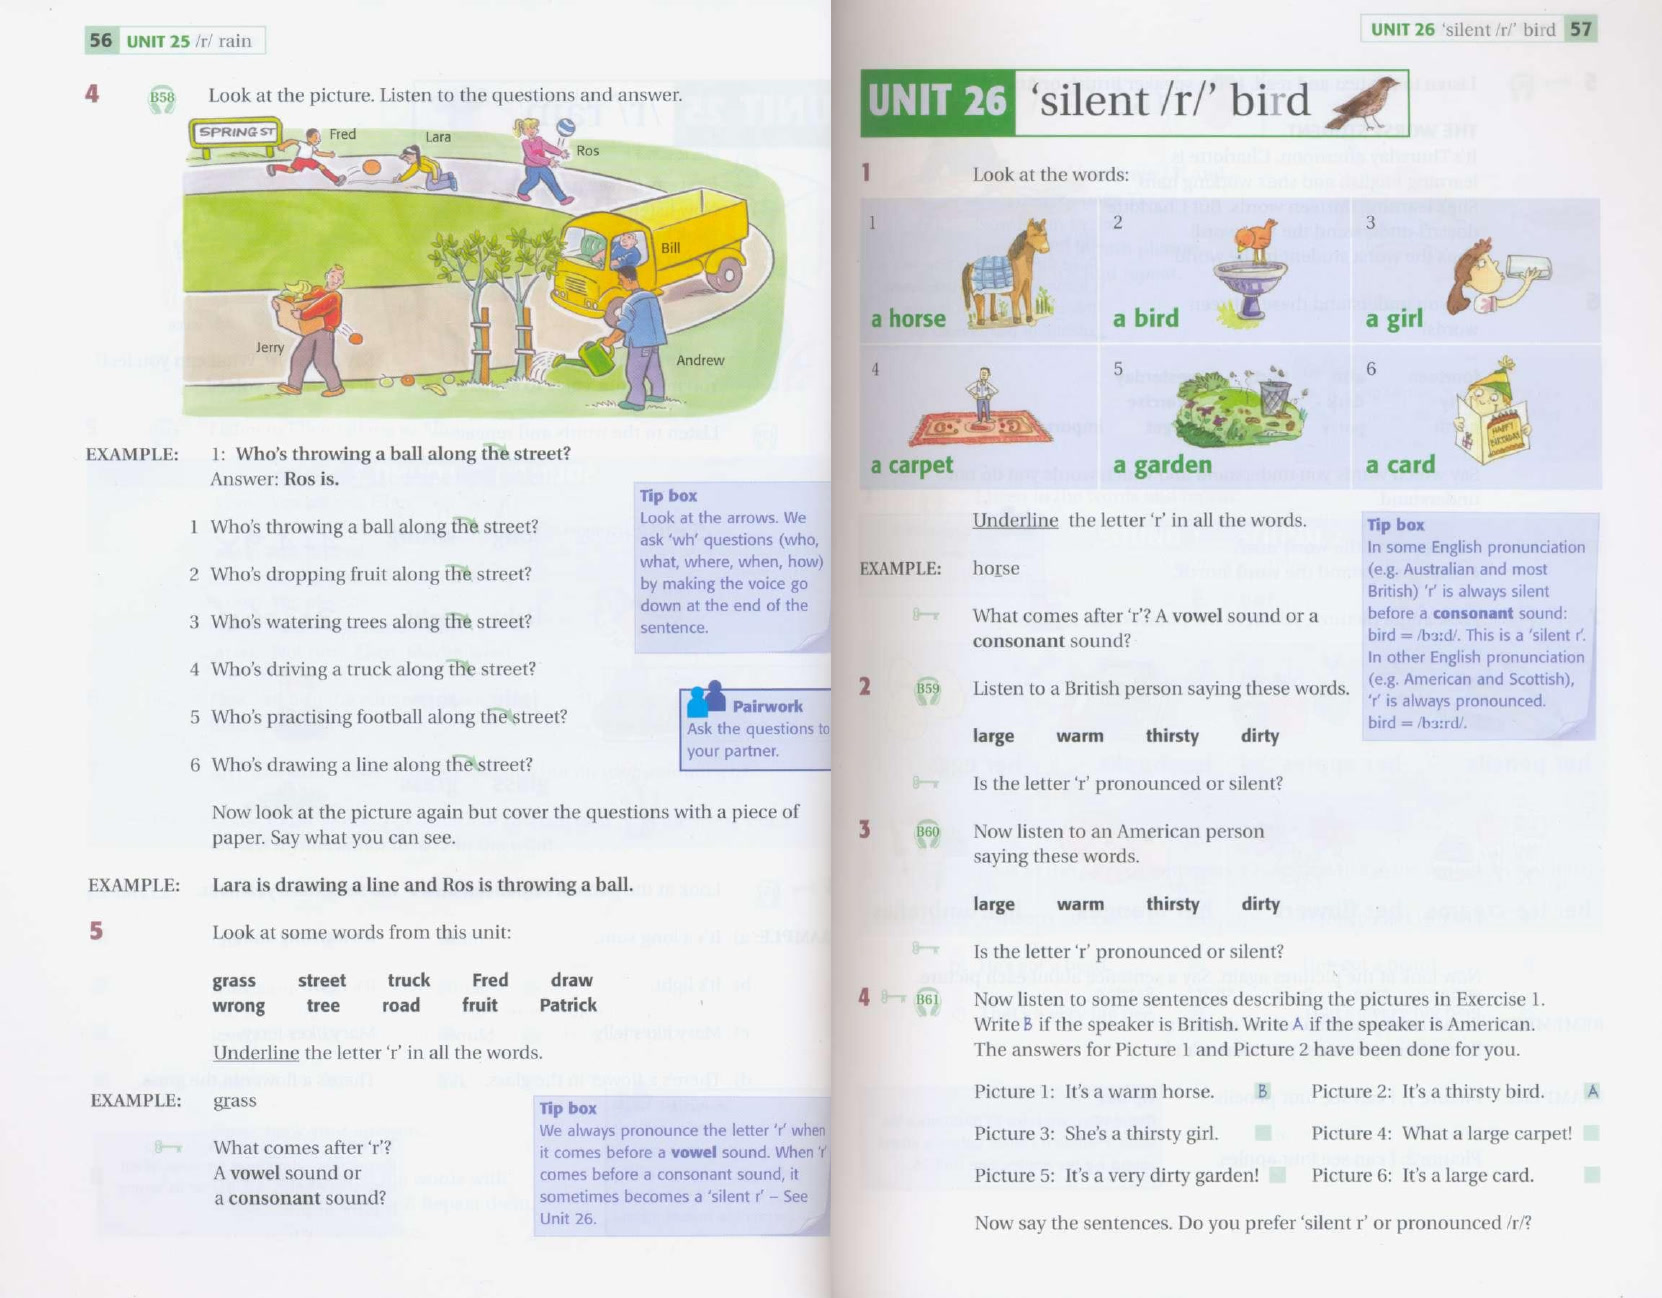 56 UNIT 25 /r/ rain
4 B58 Look at the picture. Listen to the questions and answer.
SPRING ST
Fred
Lara
Ros
Bill
Jerry
Andrew
EXAMPLE: 1: Who's throwing a ball along the street?
Answer: Ros is.
1 Who's throwing a ball along the street?
2 Who's dropping fruit along the street?
3 Who's watering trees along the street?
4 Who's driving a truck along the street?
5 Who's practising football along the street?
6 Who's drawing a line along the street?
Tip box
Look at the arrows. We
ask 'wh' questions (who,
what, where, when, how)
by making the voice go
down at the end of the
sentence.
Pairwork
Ask the questions to
your partner.
Now look at the picture again but cover the questions with a piece of
paper. Say what you can see.
EXAMPLE: Lara is drawing a line and Ros is throwing a ball.
5 Look at some words from this unit:
grass street truck Fred draw
wrong tree road fruit Patrick
Underline the letter 'r' in all the words.
EXAMPLE: grass
What comes after 'r'?
A vowel sound or
a consonant sound?
Tip box
We always pronounce the letter 'r' when
it comes before a vowel sound. When 'r'
comes before a consonant sound, it
sometimes becomes a 'silent r' – See
Unit 26.
UNIT 26 'silent /r/' bird 57
UNIT 26 'silent /r/' bird
1 Look at the words:
1
a horse
2
a bird
3
a girl
4
a carpet
5
a garden
6
a card
HAPPY
BIRTHDAY
Underline the letter 'r' in all the words.
EXAMPLE: horse
What comes after 'r'? A vowel sound or a
consonant sound?
Tip box
In some English pronunciation
(e.g. Australian and most
British) 'r' is always silent
before a consonant sound:
bird = /bɜːd/. This is a 'silent r'.
In other English pronunciation
(e.g. American and Scottish),
'r' is always pronounced.
bird = /bɜːrd/.
2 B59 Listen to a British person saying these words.
large warm thirsty dirty
Is the letter 'r' pronounced or silent?
3 B60 Now listen to an American person
saying these words.
large warm thirsty dirty
Is the letter 'r' pronounced or silent?
4 B61 Now listen to some sentences describing the pictures in Exercise 1.
Write B if the speaker is British. Write A if the speaker is American.
The answers for Picture 1 and Picture 2 have been done for you.
Picture 1: It's a warm horse. B Picture 2: It's a thirsty bird. A
Picture 3: She's a thirsty girl. Picture 4: What a large carpet!
Picture 5: It's a very dirty garden! Picture 6: It's a large card.
Now say the sentences. Do you prefer 'silent r' or pronounced /r/?